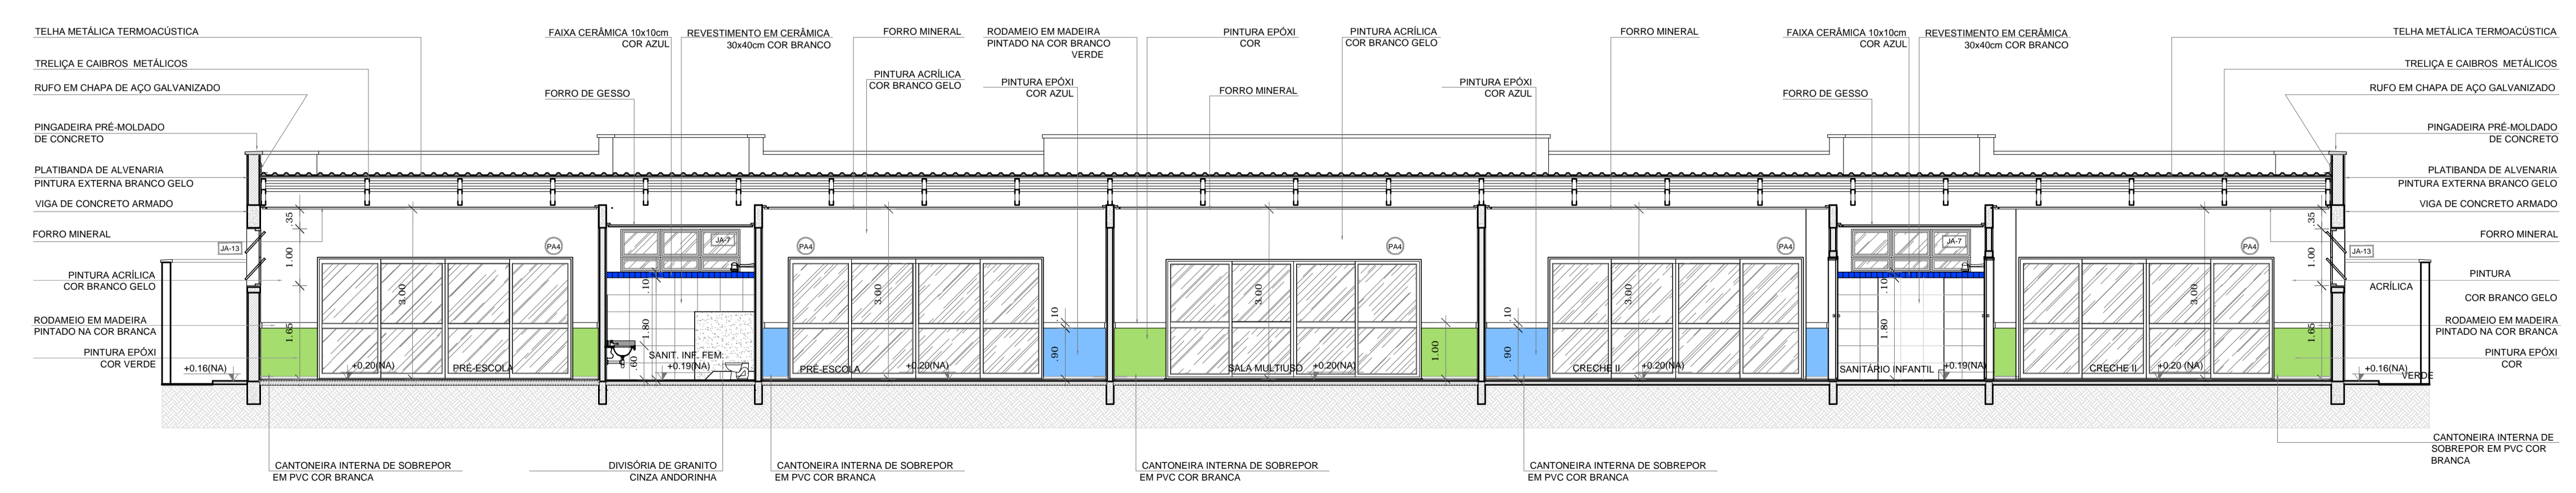 TELHA METÁLICA TERMOACÚSTICA
TRELIÇA E CAIBROS METÁLICOS
RUFO EM CHAPA DE AÇO GALVANIZADO
PINGADEIRA PRÉ-MOLDADO
DE CONCRETO
PLATIBANDA DE ALVENARIA
PINTURA EXTERNA BRANCO GELO
VIGA DE CONCRETO ARMADO
FORRO MINERAL
PINTURA ACRÍLICA
COR BRANCO GELO
RODAMEIO EM MADEIRA
PINTADO NA COR BRANCA
PINTURA EPÓXI
COR VERDE
FAIXA CERÂMICA 10x10cm
COR AZUL
REVESTIMENTO EM CERÂMICA
30x40cm COR BRANCO
FORRO DE GESSO
FORRO MINERAL
PINTURA ACRÍLICA
COR BRANCO GELO
RODAMEIO EM MADEIRA
PINTADO NA COR BRANCO
VERDE
PINTURA EPÓXI
COR AZUL
PINTURA EPÓXI
COR
FORRO MINERAL
PINTURA ACRÍLICA
COR BRANCO GELO
PINTURA EPÓXI
COR AZUL
FORRO MINERAL
FAIXA CERÂMICA 10x10cm
COR AZUL
REVESTIMENTO EM CERÂMICA
30x40cm COR BRANCO
FORRO DE GESSO
TELHA METÁLICA TERMOACÚSTICA
TRELIÇA E CAIBROS METÁLICOS
RUFO EM CHAPA DE AÇO GALVANIZADO
PINGADEIRA PRÉ-MOLDADO
DE CONCRETO
PLATIBANDA DE ALVENARIA
PINTURA EXTERNA BRANCO GELO
VIGA DE CONCRETO ARMADO
FORRO MINERAL
PINTURA
ACRÍLICA
COR BRANCO GELO
RODAMEIO EM MADEIRA
PINTADO NA COR BRANCA
PINTURA EPÓXI
COR
VERDE
JA-13
.35
1.00
1.65
3.00
PA4
+0.16(NA)
+0.20(NA)
PRÉ-ESCOLA
JA-7
.10
1.80
.60
SANIT. INF. FEM.
+0.19(NA)
PA4
3.00
PRÉ-ESCOLA
+0.20(NA)
.10
.90
3.00
PA4
SALA MULTIUSO
+0.20(NA)
1.00
.10
.90
3.00
PA4
CRECHE II
+0.20(NA)
JA-7
.10
1.80
SANITÁRIO INFANTIL
+0.19(NA)
PA4
3.00
CRECHE II
+0.20 (NA)
.35
1.00
1.65
JA-13
+0.16(NA)
CANTONEIRA INTERNA DE SOBREPOR
EM PVC COR BRANCA
DIVISÓRIA DE GRANITO
CINZA ANDORINHA
CANTONEIRA INTERNA DE SOBREPOR
EM PVC COR BRANCA
CANTONEIRA INTERNA DE SOBREPOR
EM PVC COR BRANCA
CANTONEIRA INTERNA DE SOBREPOR
EM PVC COR BRANCA
CANTONEIRA INTERNA DE
SOBREPOR EM PVC COR
BRANCA